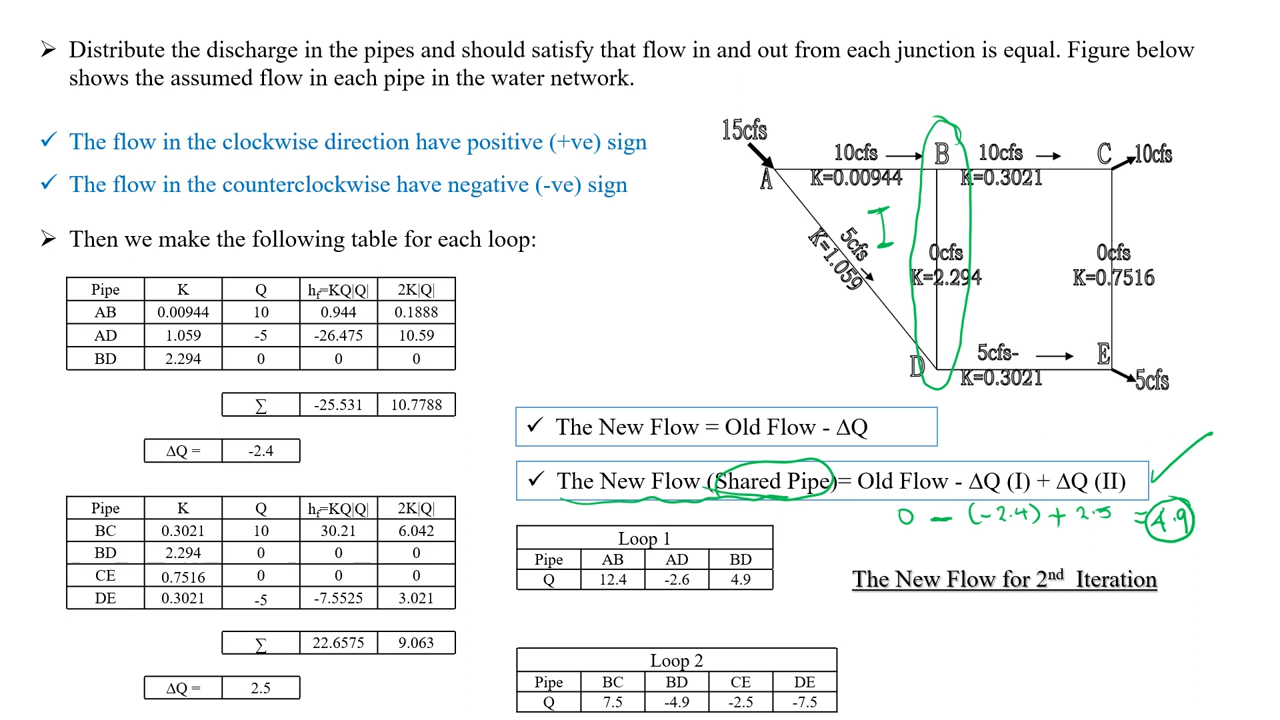 ➢ Distribute the discharge in the pipes and should satisfy that flow in and out from each junction is equal. Figure below
shows the assumed flow in each pipe in the water network.
✓ The flow in the clockwise direction have positive (+ve) sign
✓ The flow in the counterclockwise have negative (-ve) sign
➢ Then we make the following table for each loop:
15cfs
10cfs B 10cfs C 10cfs
A K=0.00944 K=0.3021
I
5cfs
K=1.059
0cfs 0cfs
K=2.294 K=0.7516
D 5cfs- E
K=0.3021 5cfs
Pipe K Q hf=KQ|Q| 2K|Q|
AB 0.00944 10 0.944 0.1888
AD 1.059 -5 -26.475 10.59
BD 2.294 0 0 0
∑ -25.531 10.7788
ΔQ = -2.4
Pipe K Q hf=KQ|Q| 2K|Q|
BC 0.3021 10 30.21 6.042
BD 2.294 0 0 0
CE 0.7516 0 0 0
DE 0.3021 -5 -7.5525 3.021
∑ 22.6575 9.063
ΔQ = 2.5
✓ The New Flow = Old Flow - ΔQ
✓ The New Flow (Shared Pipe)= Old Flow - ΔQ (I) + ΔQ (II)
0 - (-2.4) + 2.5 = 4.9
Loop 1
Pipe AB AD BD
Q 12.4 -2.6 4.9
The New Flow for 2nd Iteration
Loop 2
Pipe BC BD CE DE
Q 7.5 -4.9 -2.5 -7.5